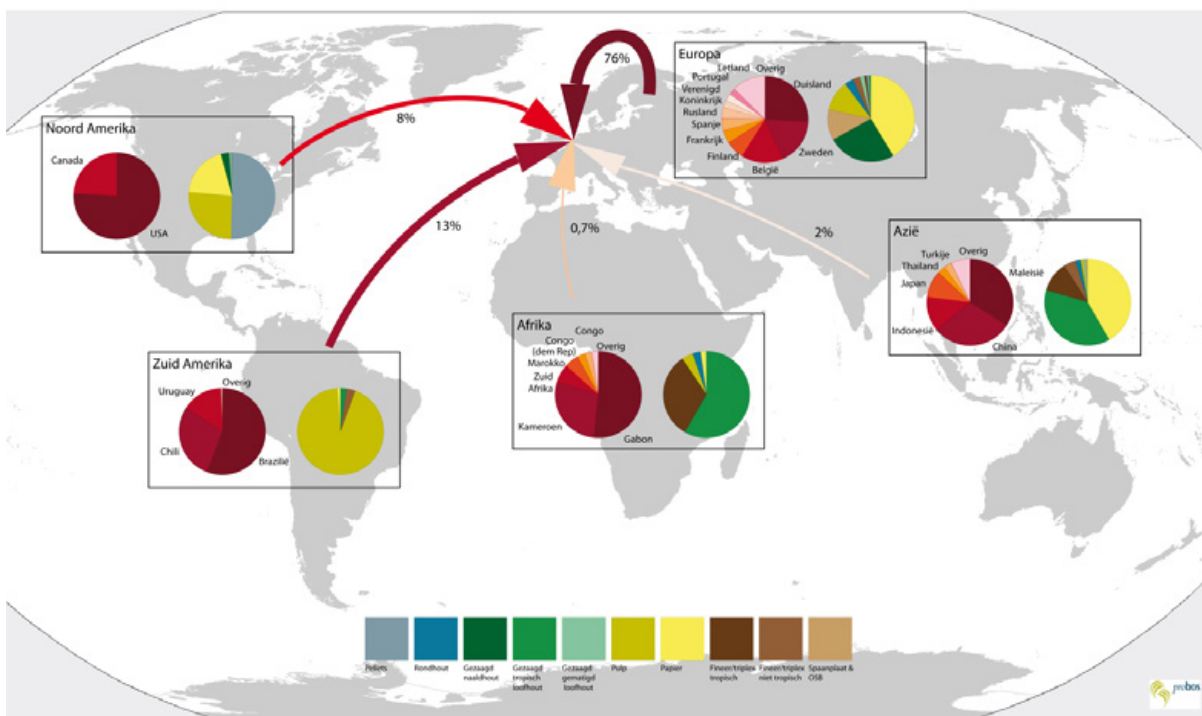 76%
8%
13%
0,7%
2%
Noord Amerika
Canada
USA
Europa
Letland
Overig
Portugal
Duisland
Verenigd
Koninkrijk
Rusland
Spanje
Frankrijk
Zweden
Finland
België
Azië
Turkije
Overig
Thailand
Maleisië
Japan
Indonesië
China
Afrika
Congo
Congo
(dem Rep)
Overig
Marokko
Zuid
Afrika
Kameroen
Gabon
Zuid Amerika
Uruguay
Overig
Chili
Brazilië
Pellets
Rondhout
Gezaagd
naaldhout
Gezaagd
tropisch
loofhout
Gezaagd
gematigd
loofhout
Pulp
Papier
Fineer/triplex
tropisch
Fineer/triplex
niet tropisch
Spaanplaat &
OSB
probos